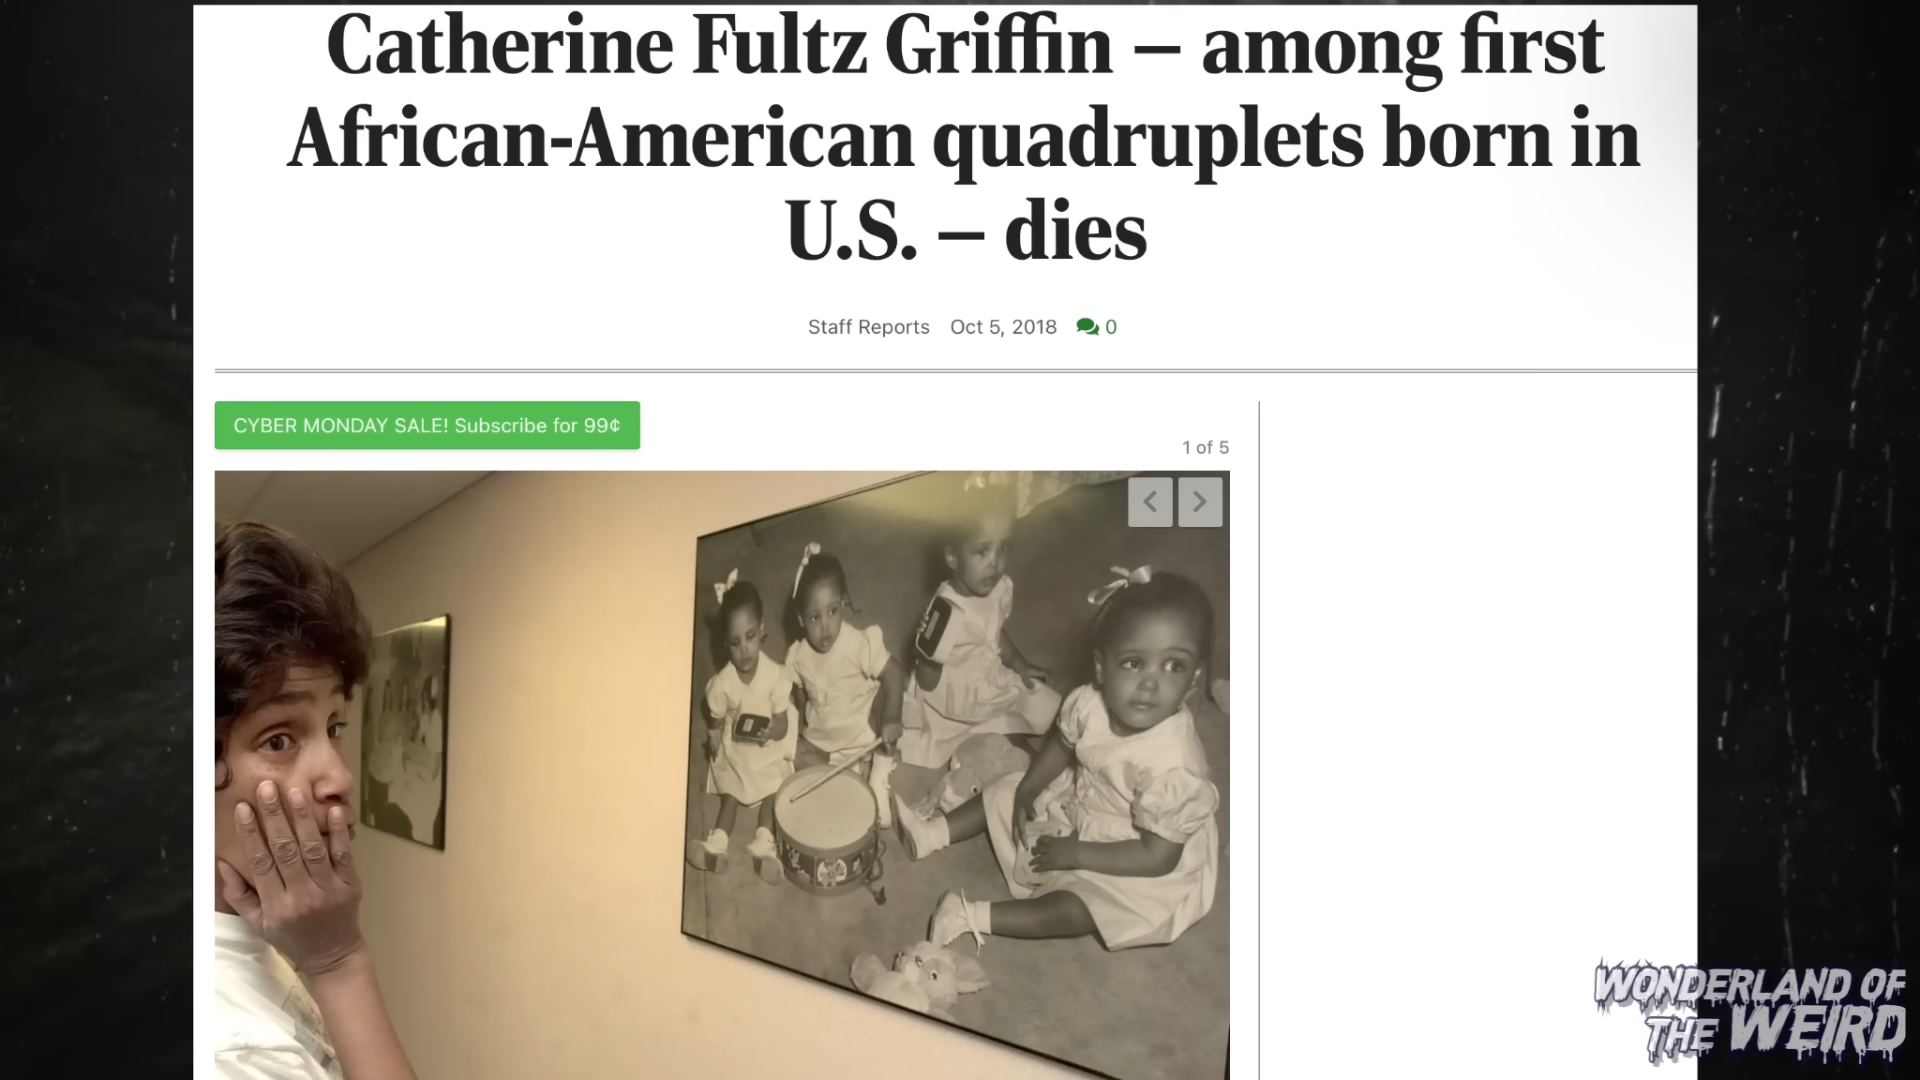 Catherine Fultz Griffin – among first
African-American quadruplets born in
U.S. – dies
Staff Reports Oct 5, 2018 0
CYBER MONDAY SALE! Subscribe for 99¢
1 of 5
WONDERLAND OF
THE WEIRD